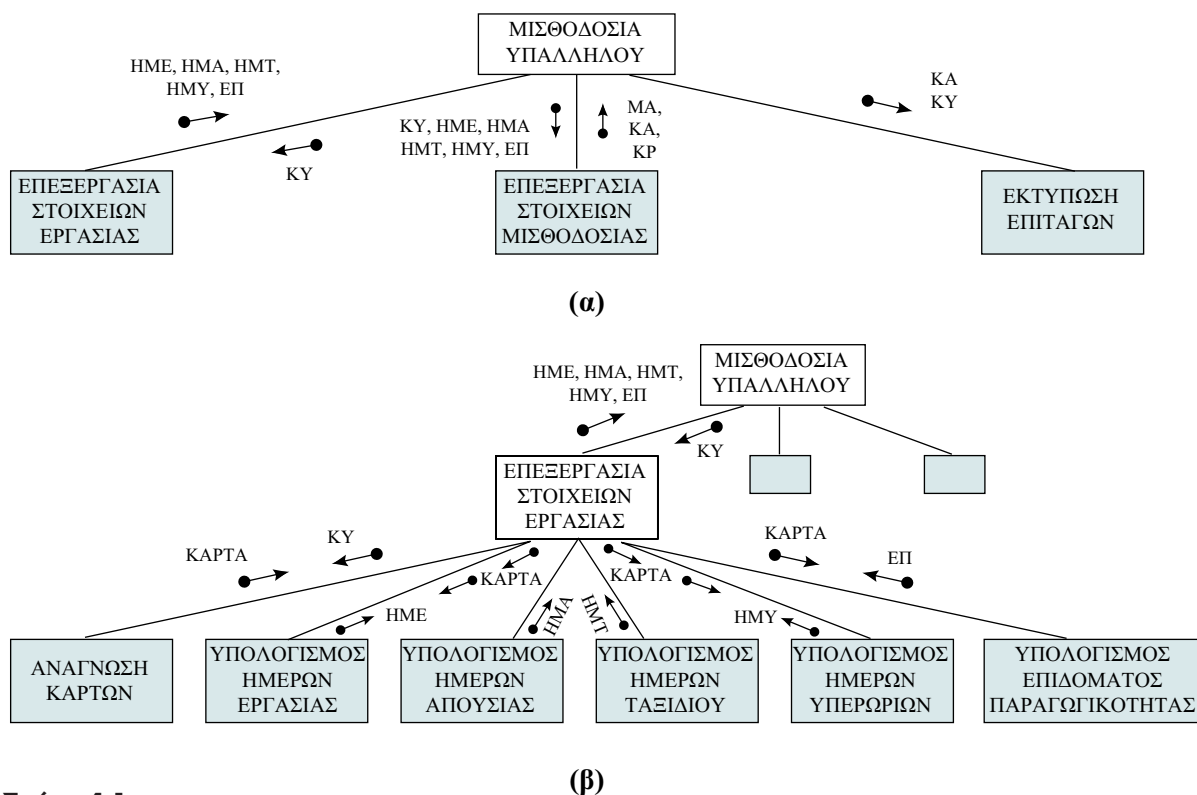 ΜΙΣΘΟΔΟΣΙΑ
ΥΠΑΛΛΗΛΟΥ
ΗΜΕ, ΗΜΑ, ΗΜΤ,
ΗΜΥ, ΕΠ
ΚΥ
ΚΥ, ΗΜΕ, ΗΜΑ
ΗΜΤ, ΗΜΥ, ΕΠ
ΜΑ,
ΚΑ,
ΚΡ
ΚΑ
ΚΥ
ΕΠΕΞΕΡΓΑΣΙΑ
ΣΤΟΙΧΕΙΩΝ
ΕΡΓΑΣΙΑΣ
ΕΠΕΞΕΡΓΑΣΙΑ
ΣΤΟΙΧΕΙΩΝ
ΜΙΣΘΟΔΟΣΙΑΣ
ΕΚΤΥΠΩΣΗ
ΕΠΙΤΑΓΩΝ
(α)
ΜΙΣΘΟΔΟΣΙΑ
ΥΠΑΛΛΗΛΟΥ
ΗΜΕ, ΗΜΑ, ΗΜΤ,
ΗΜΥ, ΕΠ
ΚΥ
ΕΠΕΞΕΡΓΑΣΙΑ
ΣΤΟΙΧΕΙΩΝ
ΕΡΓΑΣΙΑΣ
ΚΑΡΤΑ
ΚΥ
ΚΑΡΤΑ
ΗΜΕ
ΗΜΑ
ΗΜΤ
ΚΑΡΤΑ
ΗΜΥ
ΚΑΡΤΑ
ΕΠ
ΑΝΑΓΝΩΣΗ
ΚΑΡΤΩΝ
ΥΠΟΛΟΓΙΣΜΟΣ
ΗΜΕΡΩΝ
ΕΡΓΑΣΙΑΣ
ΥΠΟΛΟΓΙΣΜΟΣ
ΗΜΕΡΩΝ
ΑΠΟΥΣΙΑΣ
ΥΠΟΛΟΓΙΣΜΟΣ
ΗΜΕΡΩΝ
ΤΑΞΙΔΙΟΥ
ΥΠΟΛΟΓΙΣΜΟΣ
ΗΜΕΡΩΝ
ΥΠΕΡΩΡΙΩΝ
ΥΠΟΛΟΓΙΣΜΟΣ
ΕΠΙΔΟΜΑΤΟΣ
ΠΑΡΑΓΩΓΙΚΟΤΗΤΑΣ
(β)